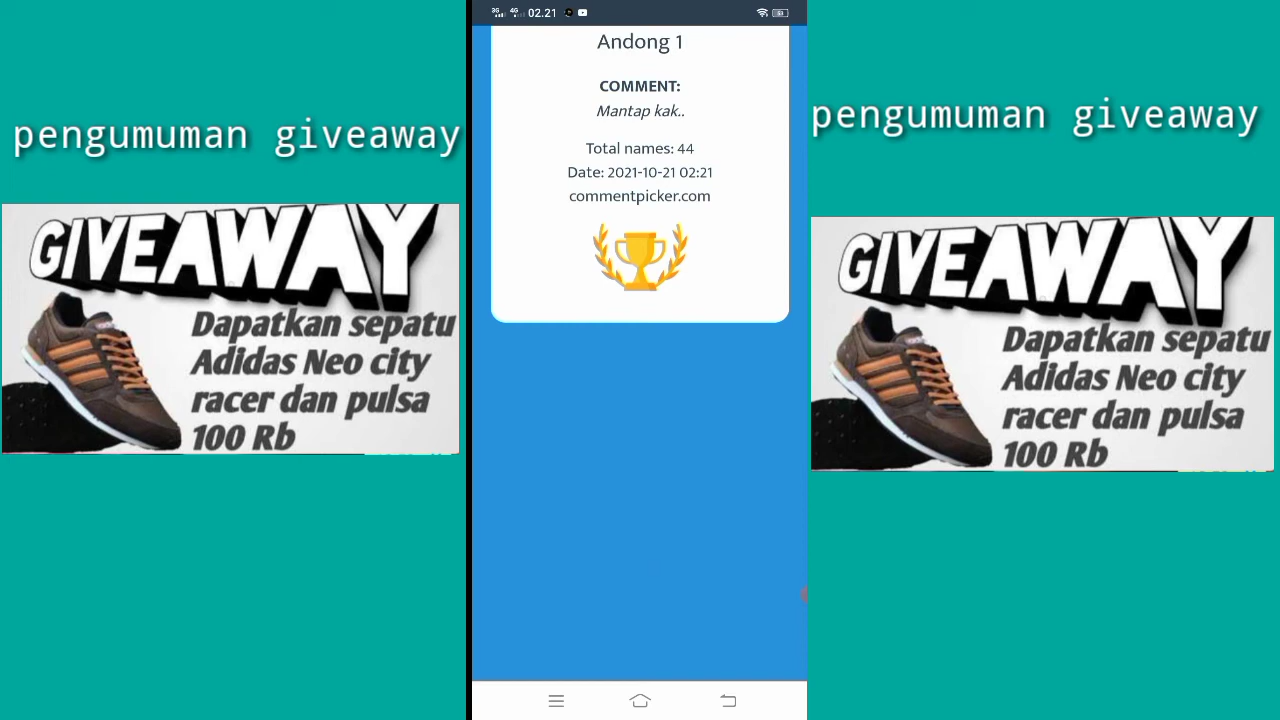 pengumuman giveaway
GIVEAWAY
Dapatkan sepatu
Adidas Neo city
racer dan pulsa
100 Rb
3G 4G 02.21
Andong 1
COMMENT:
Mantap kak..
Total names: 44
Date: 2021-10-21 02:21
commentpicker.com
pengumuman giveaway
GIVEAWAY
Dapatkan sepatu
Adidas Neo city
racer dan pulsa
100 Rb